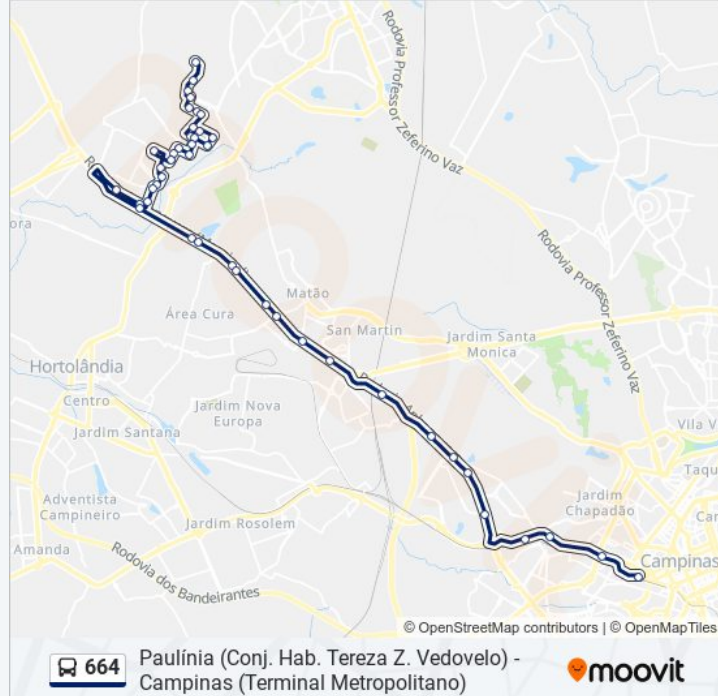 Rodovia Professor Zeferino Vaz
Rodovia Professor Zeferino Vaz
ora
Matão
Área Cura
San Martin
Jardim Santa
Monica
Hortolândia
Centro
Jardim Nova
Europa
Jardim Santana
Vila V
Taqu
Jardim
Chapadão
Adventista
Campineiro
Jardim Rosolem
Ca
Amanda
Campinas
Rodovia dos Bandeirantes
© OpenStreetMap contributors | © OpenMapTiles
664
Paulínia (Conj. Hab. Tereza Z. Vedovelo) -
Campinas (Terminal Metropolitano)
moovit